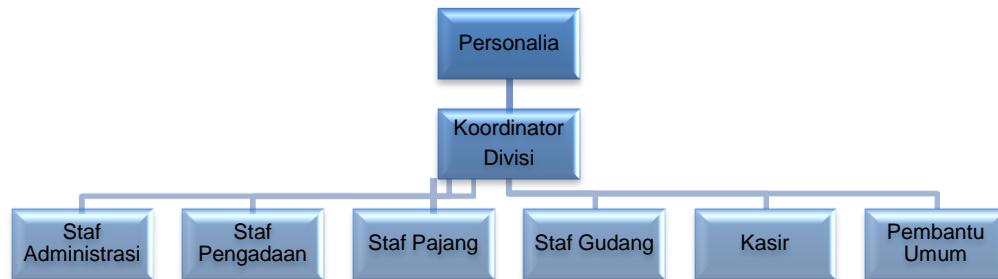 Personalia
Koordinator
Divisi
Staf
Administrasi
Staf
Pengadaan
Staf Pajang
Staf Gudang
Kasir
Pembantu
Umum